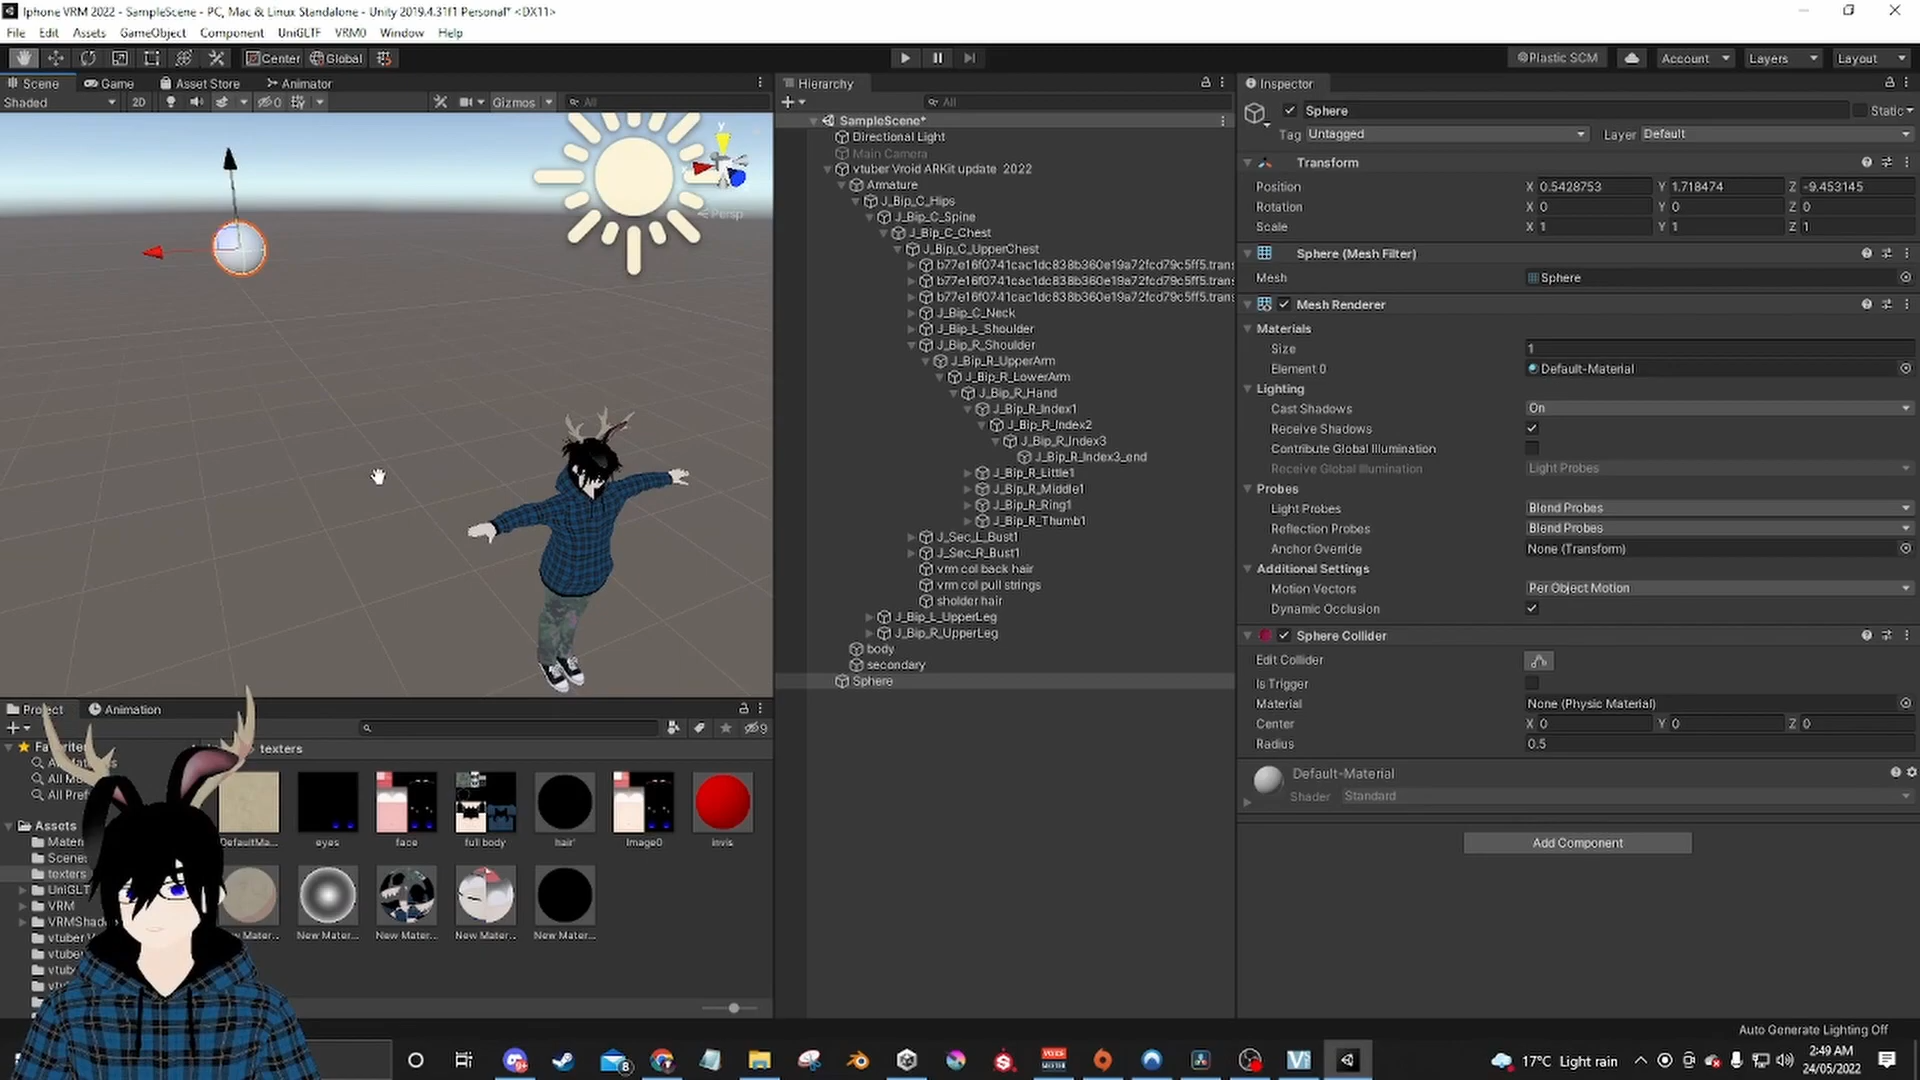 Iphone VRM 2022 - SampleScene - PC, Mac & Linux Standalone - Unity 2019.4.31f1 Personal* <DX11>
File Edit Assets GameObject Component UniGLTF VRM0 Window Help
Center Global
Plastic SCM Account Layers Layout
Scene Game Asset Store Animator
Shaded 2D 0 Gizmos All
y
Persp
Hierarchy
All
SampleScene*
Directional Light
Main Camera
vtuber Vroid ARKit update 2022
Armature
J_Bip_C_Hips
J_Bip_C_Spine
J_Bip_C_Chest
J_Bip_C_UpperChest
b77e16f0741cac1dc838b360e19a72fcd79c5ff5.trans
b77e16f0741cac1dc838b360e19a72fcd79c5ff5.trans
b77e16f0741cac1dc838b360e19a72fcd79c5ff5.trans
J_Bip_C_Neck
J_Bip_L_Shoulder
J_Bip_R_Shoulder
J_Bip_R_UpperArm
J_Bip_R_LowerArm
J_Bip_R_Hand
J_Bip_R_Index1
J_Bip_R_Index2
J_Bip_R_Index3
J_Bip_R_Index3_end
J_Bip_R_Little1
J_Bip_R_Middle1
J_Bip_R_Ring1
J_Bip_R_Thumb1
J_Sec_L_Bust1
J_Sec_R_Bust1
vrm col back hair
vrm col pull strings
sholder hair
J_Bip_L_UpperLeg
J_Bip_R_UpperLeg
body
secondary
Sphere
Inspector
Sphere Static
Tag Untagged Layer Default
Transform
Position X 0.5428753 Y 1.718474 Z -9.453145
Rotation X 0 Y 0 Z 0
Scale X 1 Y 1 Z 1
Sphere (Mesh Filter)
Mesh Sphere
Mesh Renderer
Materials
Size 1
Element 0 Default-Material
Lighting
Cast Shadows On
Receive Shadows
Contribute Global Illumination
Receive Global Illumination Light Probes
Probes
Light Probes Blend Probes
Reflection Probes Blend Probes
Anchor Override None (Transform)
Additional Settings
Motion Vectors Per Object Motion
Dynamic Occlusion
Sphere Collider
Edit Collider
Is Trigger
Material None (Physic Material)
Center X 0 Y 0 Z 0
Radius 0.5
Default-Material
Shader Standard
Add Component
Project Animation
9
Favorites
texters
All
All
All Pref
Assets
Mater
Scenes
texters
UniGLT
VRM
VRMSha
vtuber
vtuber
vtub
DefaultMa... eyes face full body hair' Image0 invis
New Mater... New Mater... New Mater... New Mater...
Auto Generate Lighting Off
17°C Light rain
2:49 AM
24/05/2022